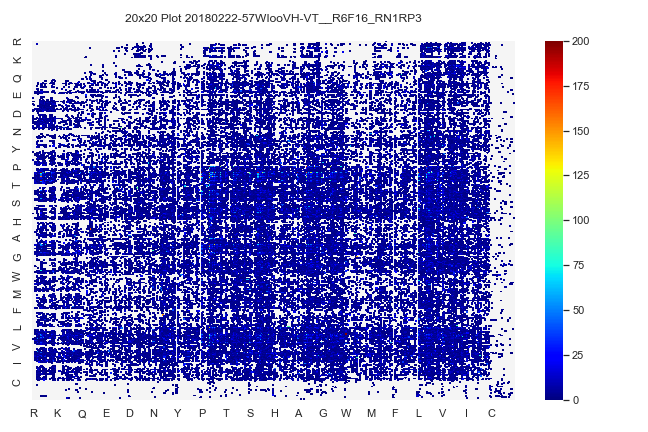 20x20 Plot 20180222-57WlooVH-VT__R6F16_RN1RP3
R
K
Q
E
D
N
Y
P
T
S
H
A
G
W
M
F
L
V
I
C
R K Q E D N Y P T S H A G W M F L V I C
200
175
150
125
100
75
50
25
0